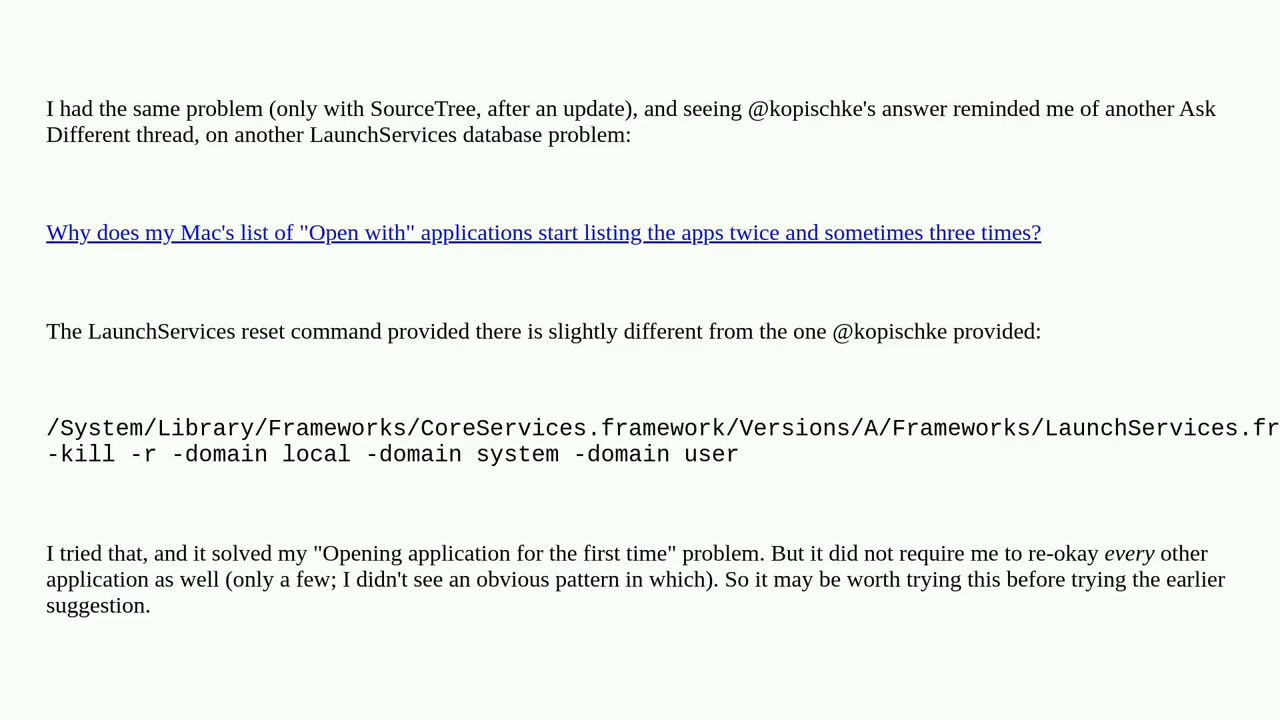 I had the same problem (only with SourceTree, after an update), and seeing @kopischke's answer reminded me of another Ask
Different thread, on another LaunchServices database problem:
Why does my Mac's list of "Open with" applications start listing the apps twice and sometimes three times?
The LaunchServices reset command provided there is slightly different from the one @kopischke provided:
/System/Library/Frameworks/CoreServices.framework/Versions/A/Frameworks/LaunchServices.fr
-kill -r -domain local -domain system -domain user
I tried that, and it solved my "Opening application for the first time" problem. But it did not require me to re-okay every other
application as well (only a few; I didn't see an obvious pattern in which). So it may be worth trying this before trying the earlier
suggestion.